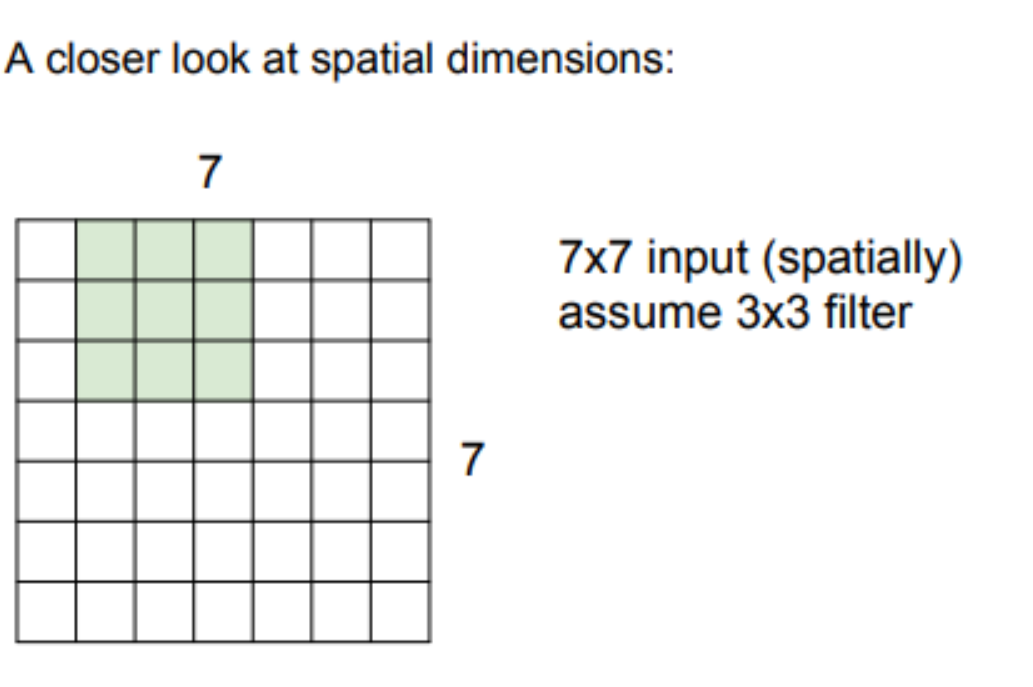 A closer look at spatial dimensions:
7
7x7 input (spatially)
assume 3x3 filter
7